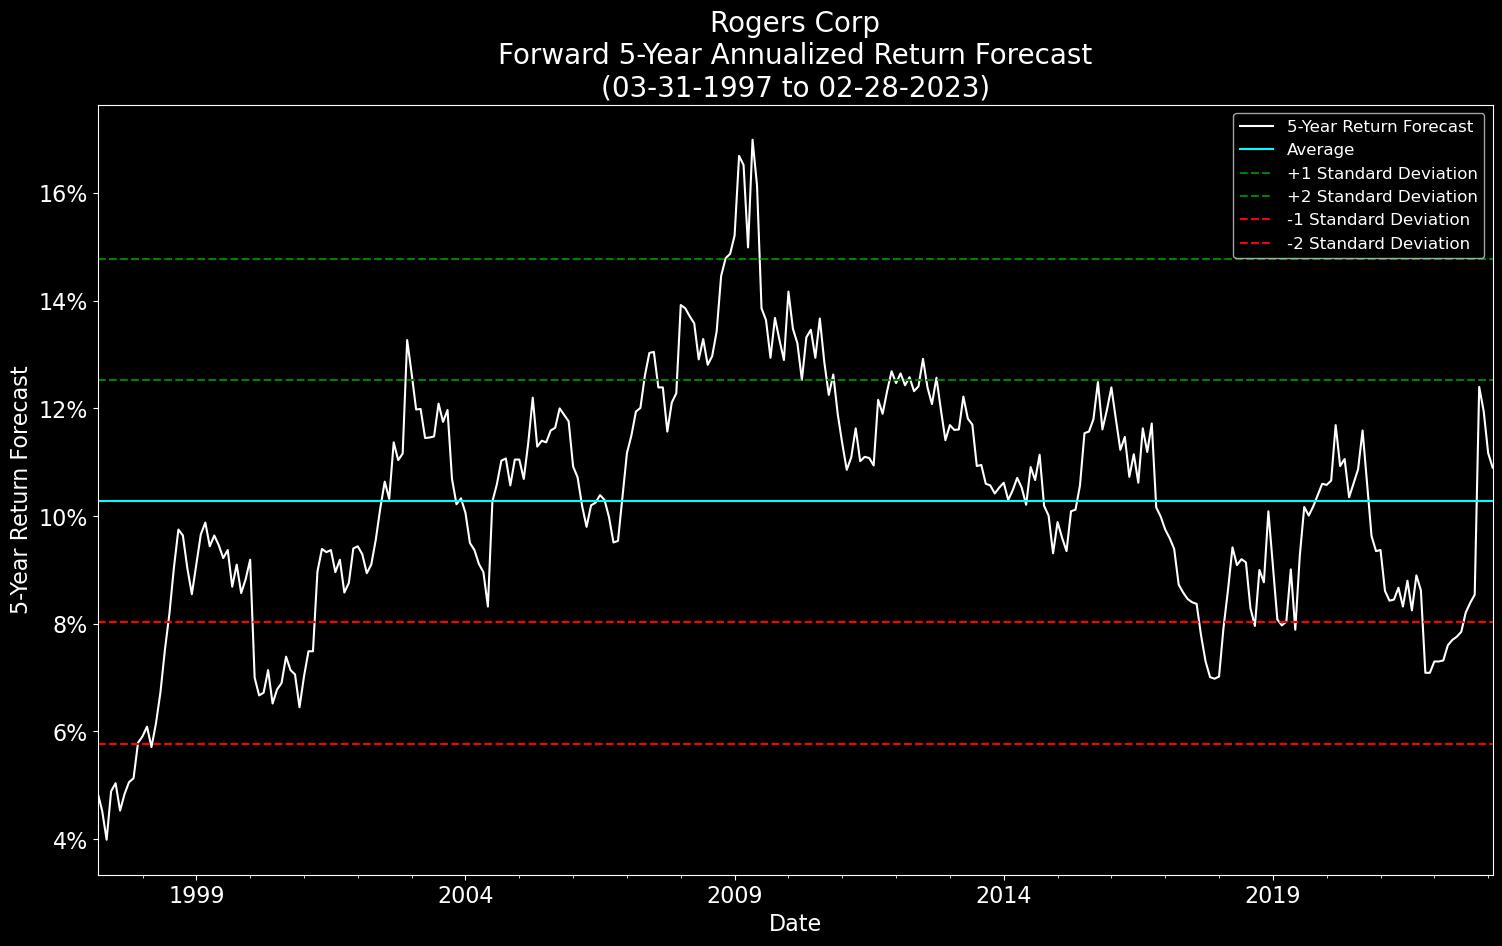 Rogers Corp
Forward 5-Year Annualized Return Forecast
(03-31-1997 to 02-28-2023)
5-Year Return Forecast
Average
+1 Standard Deviation
+2 Standard Deviation
-1 Standard Deviation
-2 Standard Deviation
5-Year Return Forecast
16%
14%
12%
10%
8%
6%
4%
1999
2004
2009
2014
2019
Date